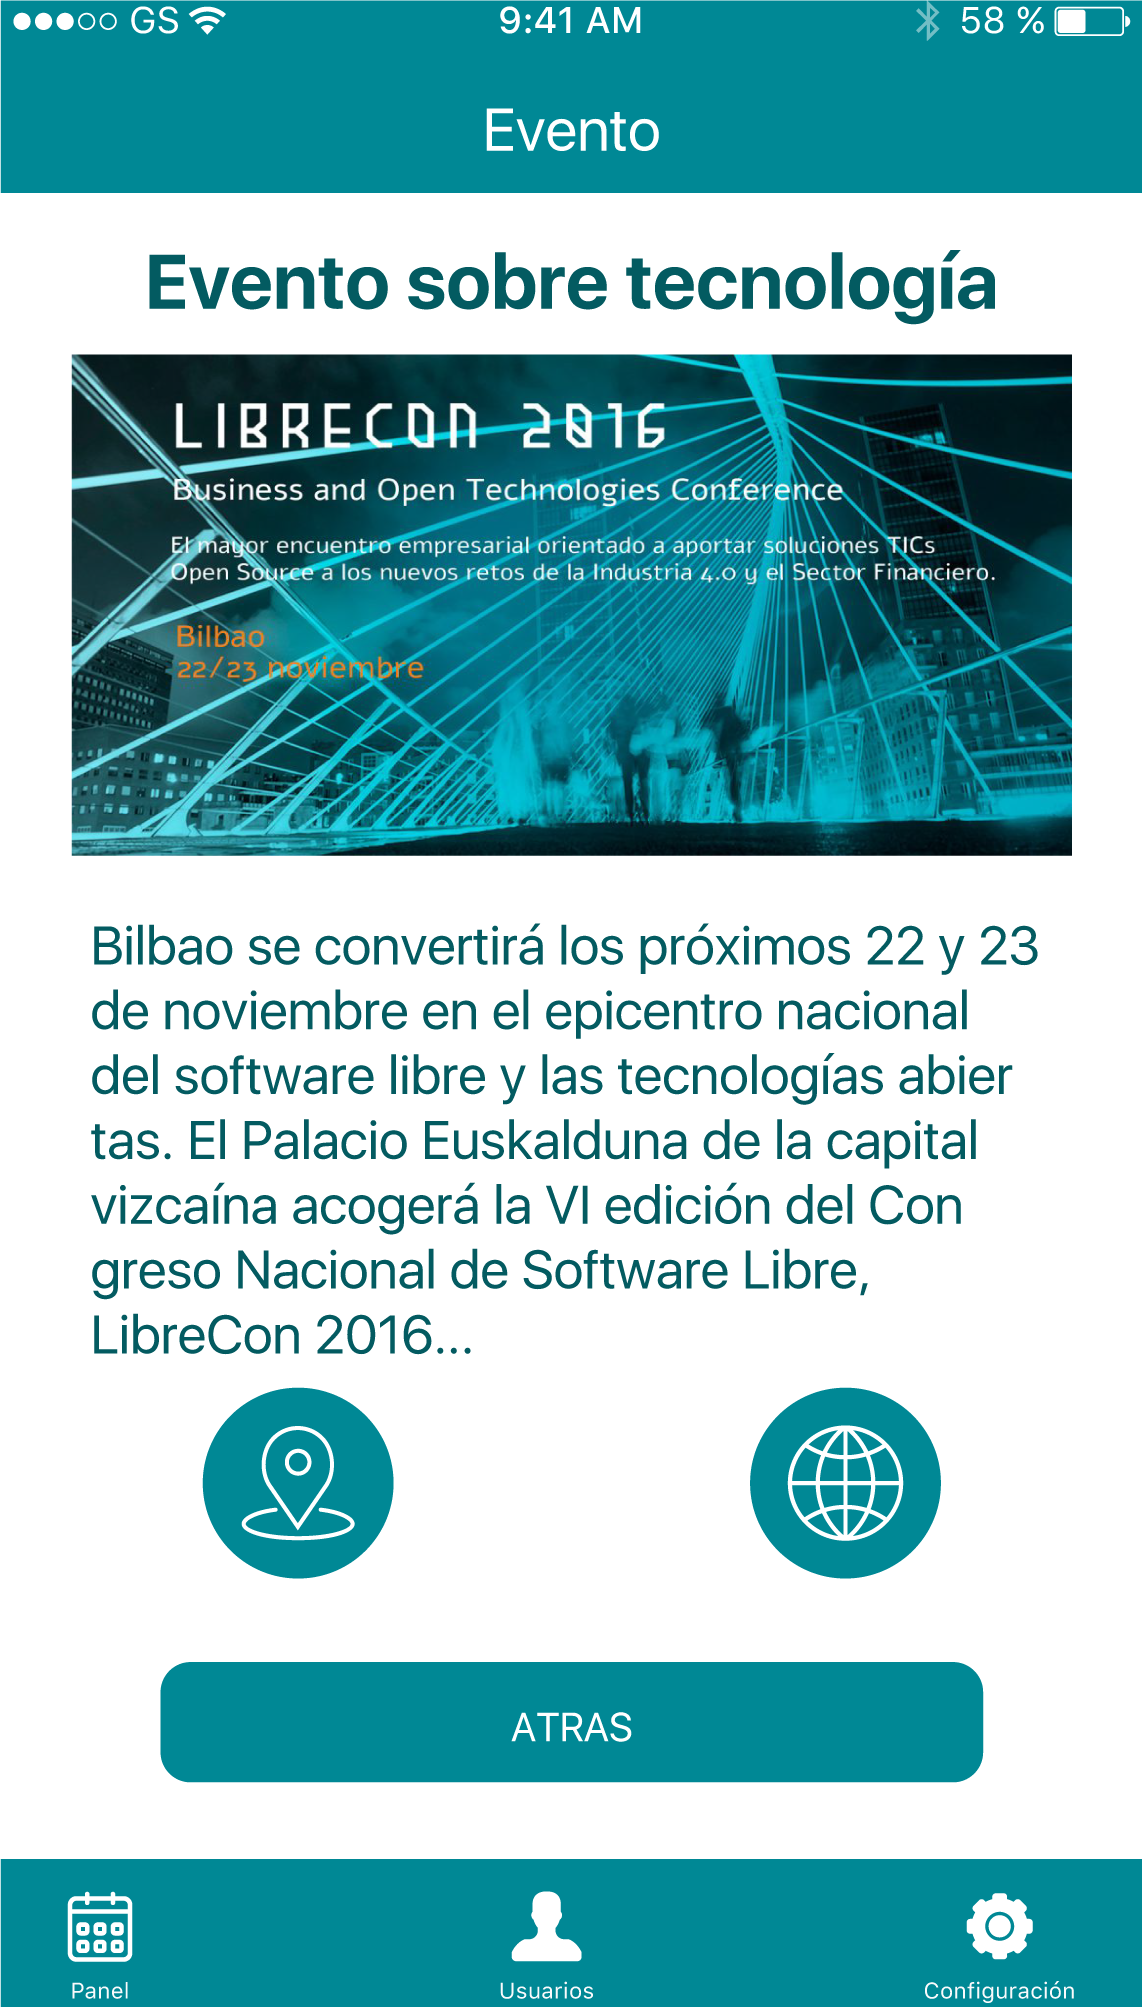 GS 9:41 AM 58 %
Evento
Evento sobre tecnología
LIBRECON 2016
Business and Open Technologies Conference
El mayor encuentro empresarial orientado a aportar soluciones TICs
Open Source a los nuevos retos de la Industria 4.0 y el Sector Financiero.
Bilbao
22/23 noviembre
Bilbao se convertirá los próximos 22 y 23
de noviembre en el epicentro nacional
del software libre y las tecnologías abier
tas. El Palacio Euskalduna de la capital
vizcaína acogerá la VI edición del Con
greso Nacional de Software Libre,
LibreCon 2016...
ATRAS
Panel Usuarios Configuración